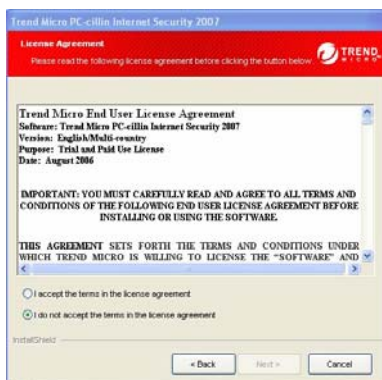 Trend Micro PC-cillin Internet Security 2007
License Agreement
Please read the following license agreement before clicking the button below.
TREND
MICRO
Trend Micro End User License Agreement
Software: Trend Micro PC-cillin Internet Security 2007
Version: English/Multi-country
Purpose: Trial and Paid Use License
Date: August 2006
IMPORTANT: YOU MUST CAREFULLY READ AND AGREE TO ALL TERMS AND
CONDITIONS OF THE FOLLOWING END USER LICENSE AGREEMENT BEFORE
INSTALLING OR USING THE SOFTWARE.
THIS AGREEMENT SETS FORTH THE TERMS AND CONDITIONS UNDER
WHICH TREND MICRO IS WILLING TO LICENSE THE "SOFTWARE" AND
I accept the terms in the license agreement
I do not accept the terms in the license agreement
InstallShield
< Back
Next >
Cancel